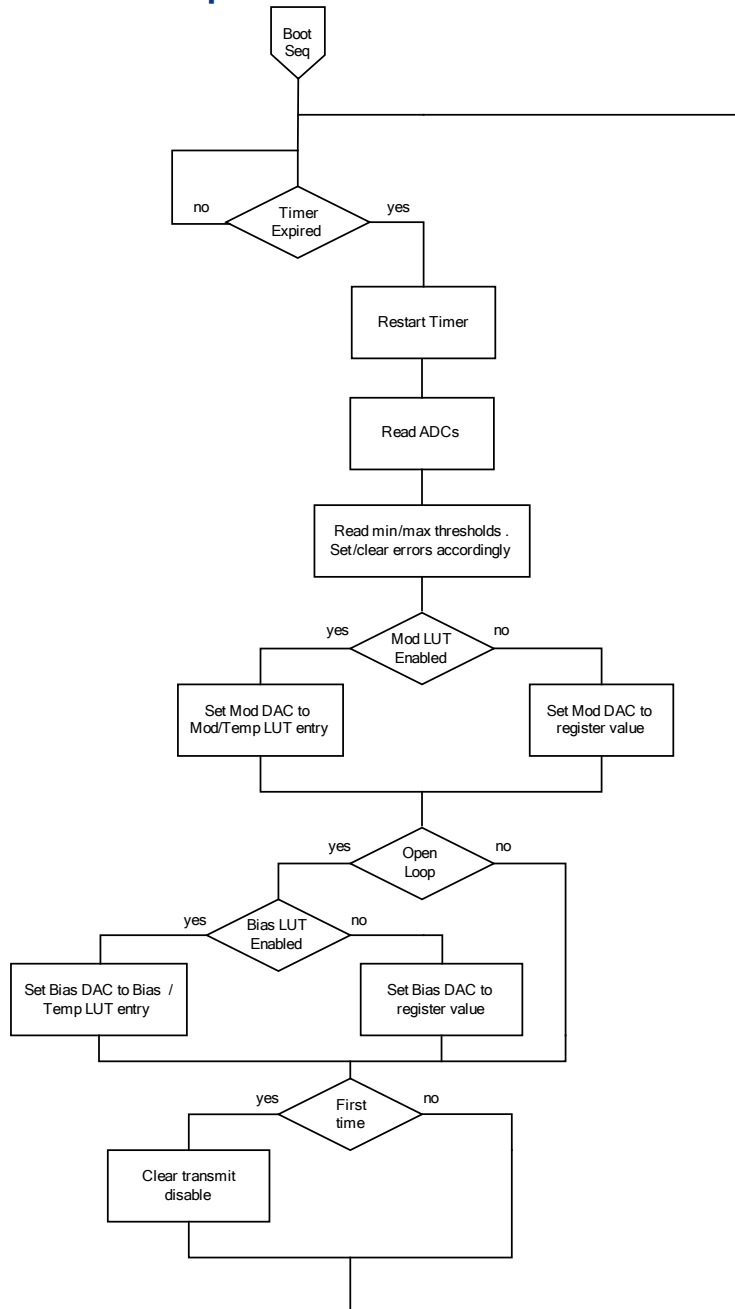 Boot
Seq
no
Timer
Expired
yes
Restart Timer
Read ADCs
Read min/max thresholds .
Set/clear errors accordingly
yes
Mod LUT
Enabled
no
Set Mod DAC to
Mod/Temp LUT entry
Set Mod DAC to
register value
yes
Open
Loop
no
yes
Bias LUT
Enabled
no
Set Bias DAC to Bias /
Temp LUT entry
Set Bias DAC to
register value
yes
First
time
no
Clear transmit
disable